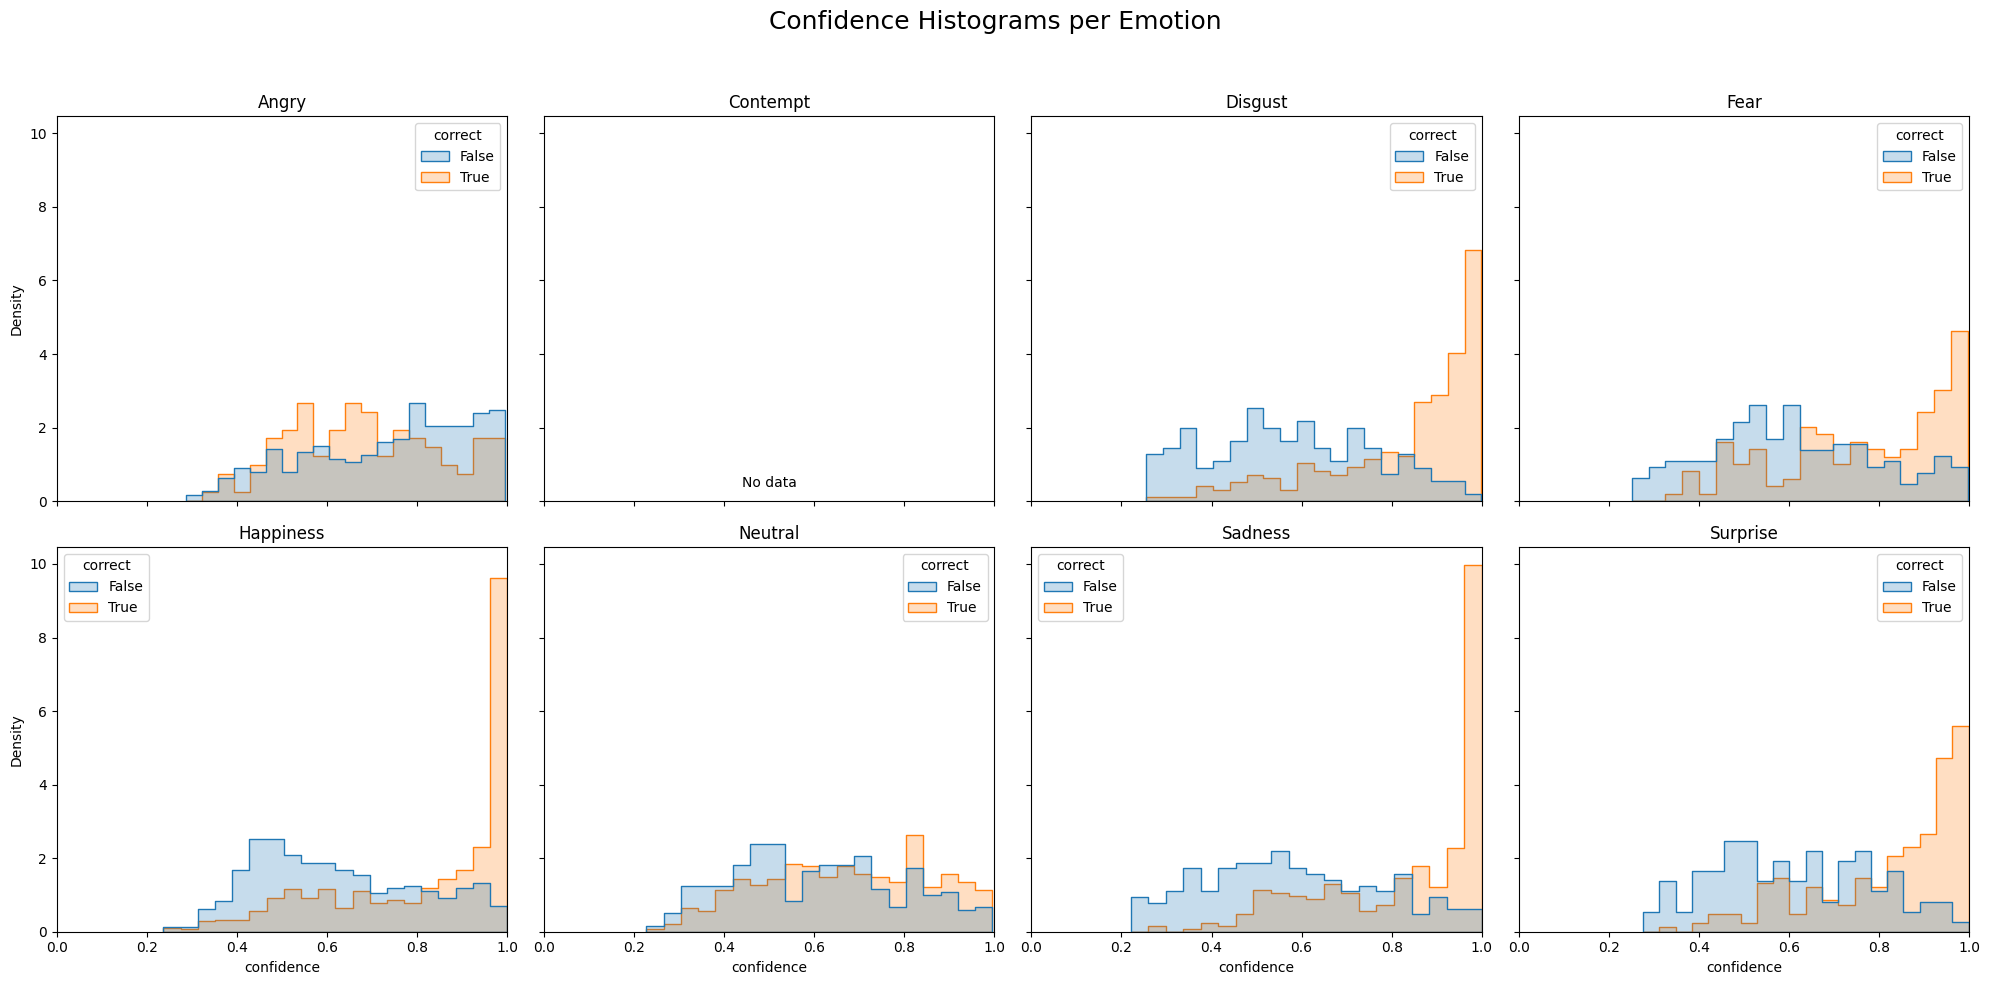 Confidence Histograms per Emotion
Angry
Contempt
Disgust
Fear
10
8
6
4
2
0
Density
correct
False
True
No data
correct
False
True
correct
False
True
Happiness
Neutral
Sadness
Surprise
10
8
6
4
2
0
Density
correct
False
True
correct
False
True
correct
False
True
correct
False
True
0.0 0.2 0.4 0.6 0.8 1.0
0.0 0.2 0.4 0.6 0.8 1.0
0.0 0.2 0.4 0.6 0.8 1.0
0.0 0.2 0.4 0.6 0.8 1.0
confidence
confidence
confidence
confidence